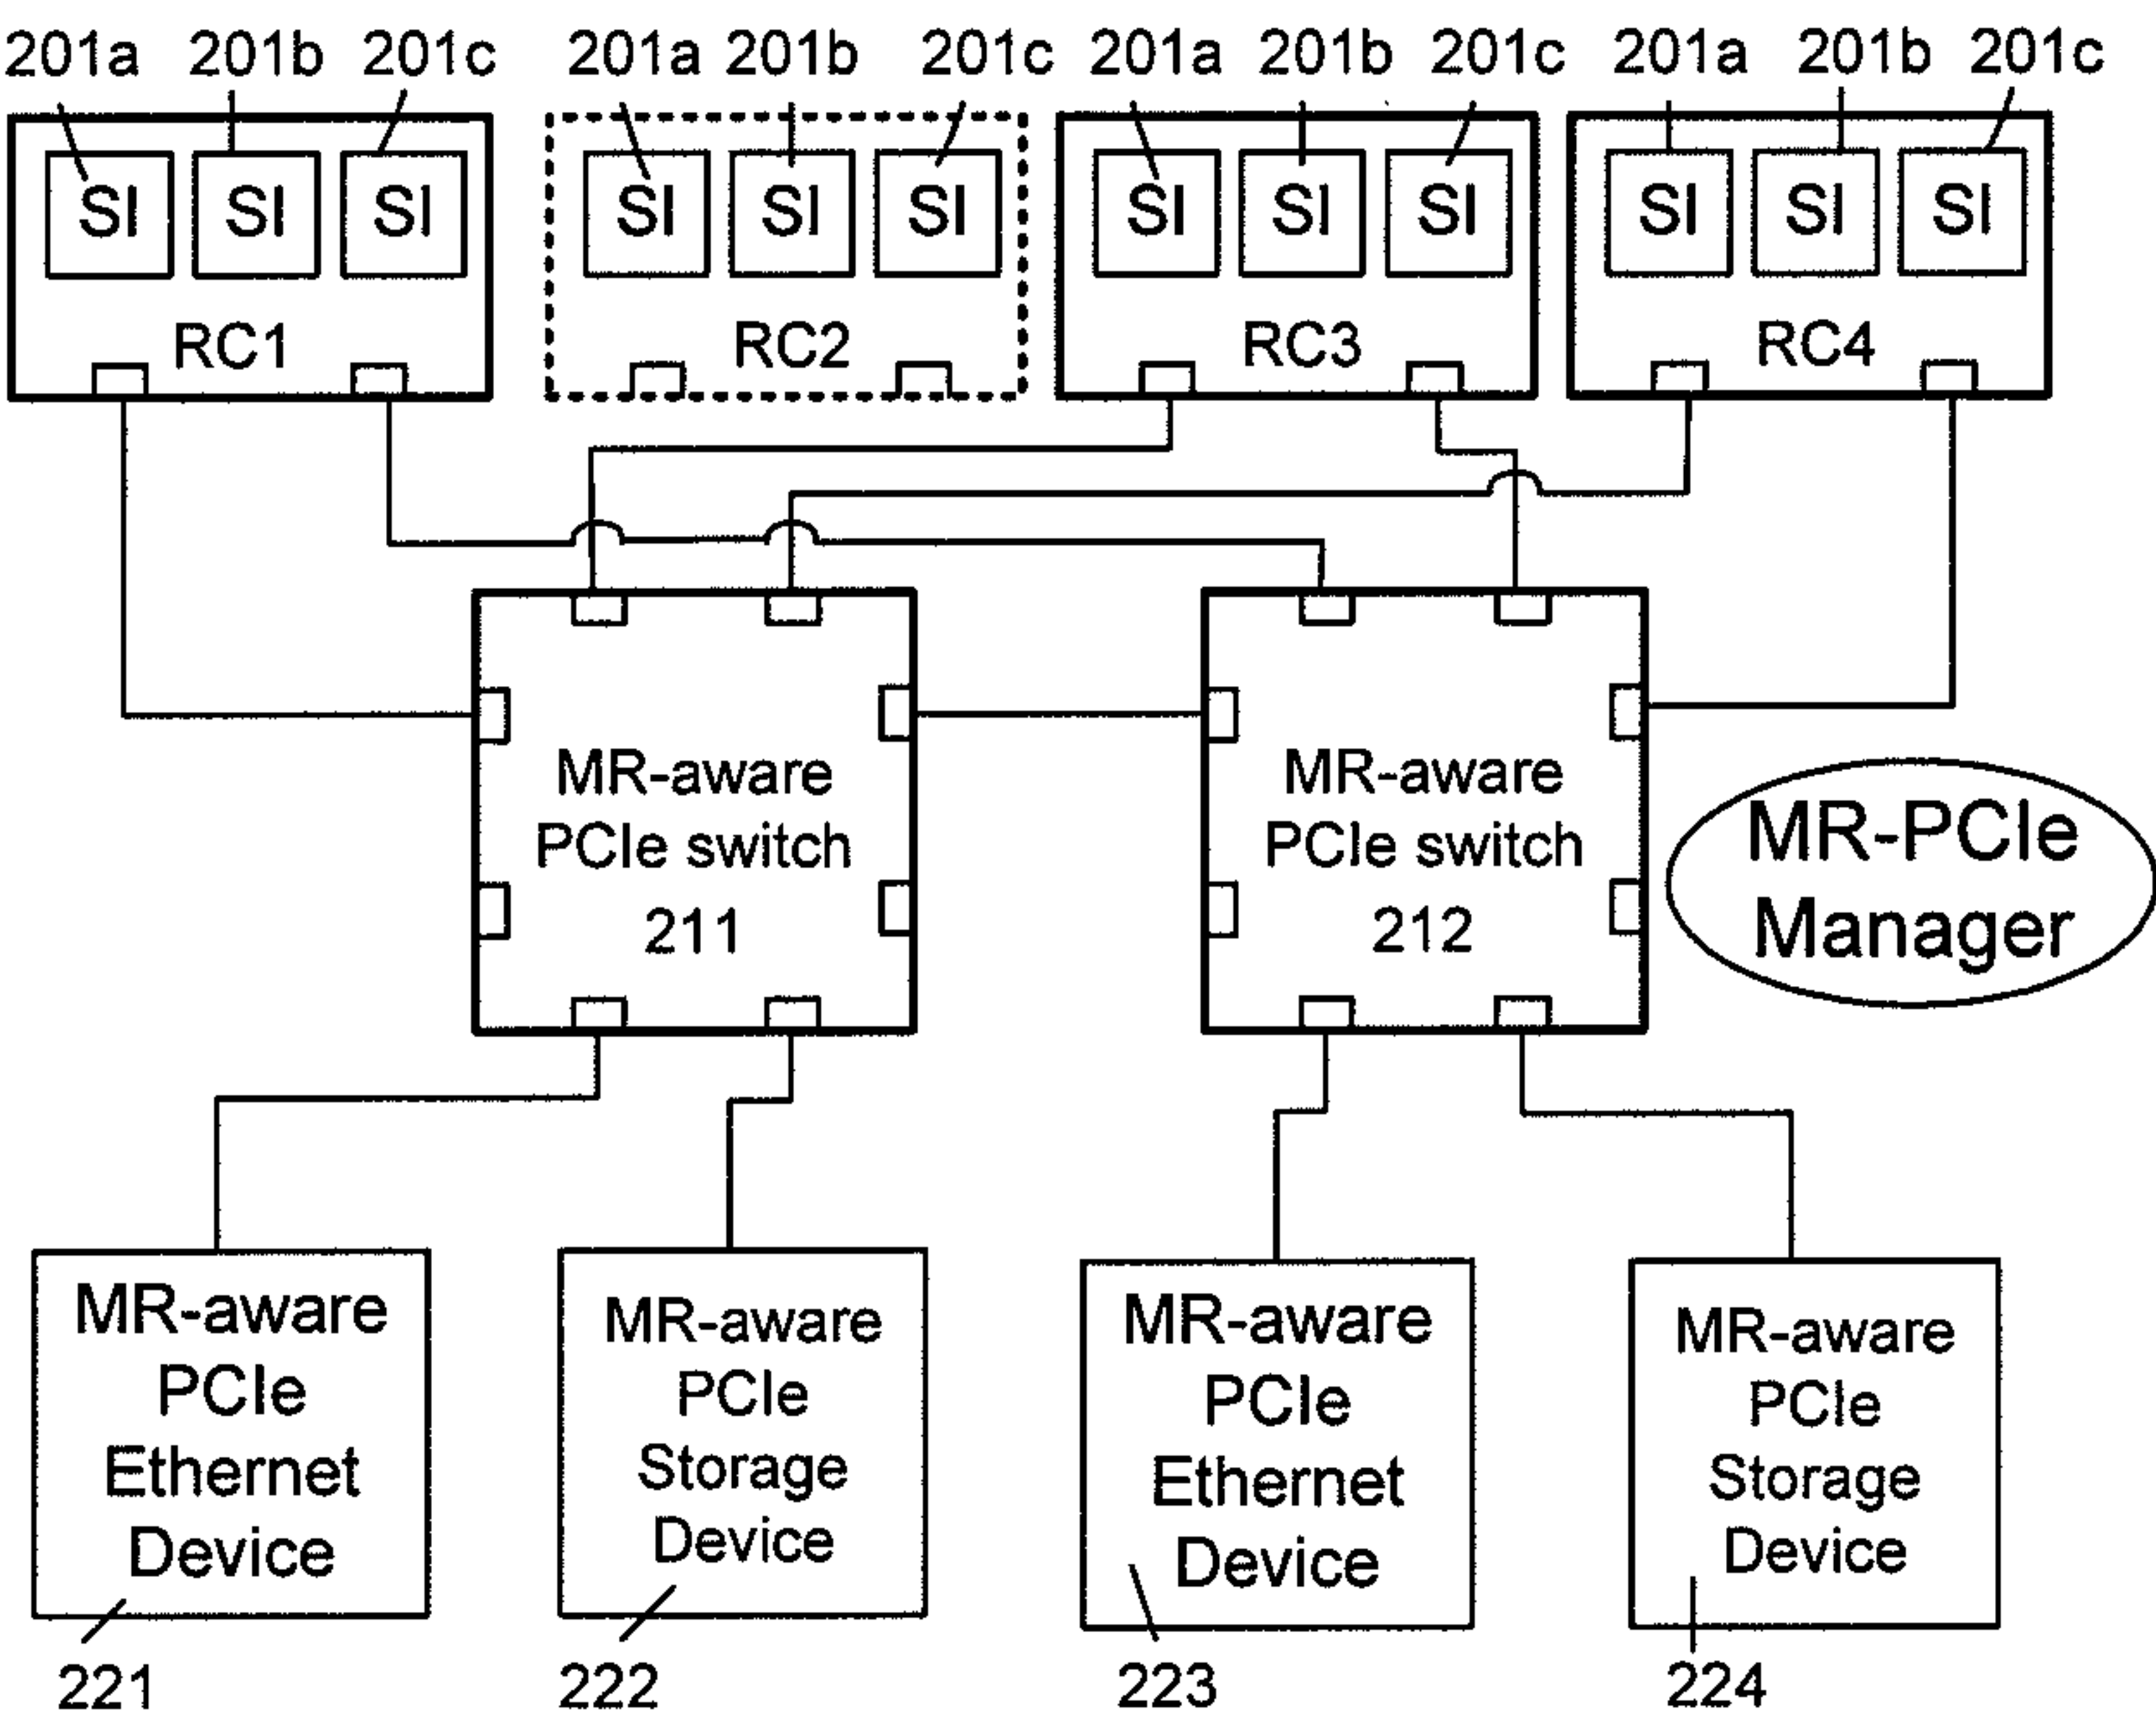 201a 201b 201c 201a 201b 201c 201a 201b 201c 201a 201b 201c
SI SI SI SI SI SI SI SI SI SI SI SI
RC1 RC2 RC3 RC4
MR-aware
PCIe switch
211
MR-aware
PCIe switch
212
MR-PCIe
Manager
MR-aware
PCIe
Ethernet
Device
221
MR-aware
PCIe
Storage
Device
222
MR-aware
PCIe
Ethernet
Device
223
MR-aware
PCIe
Storage
Device
224